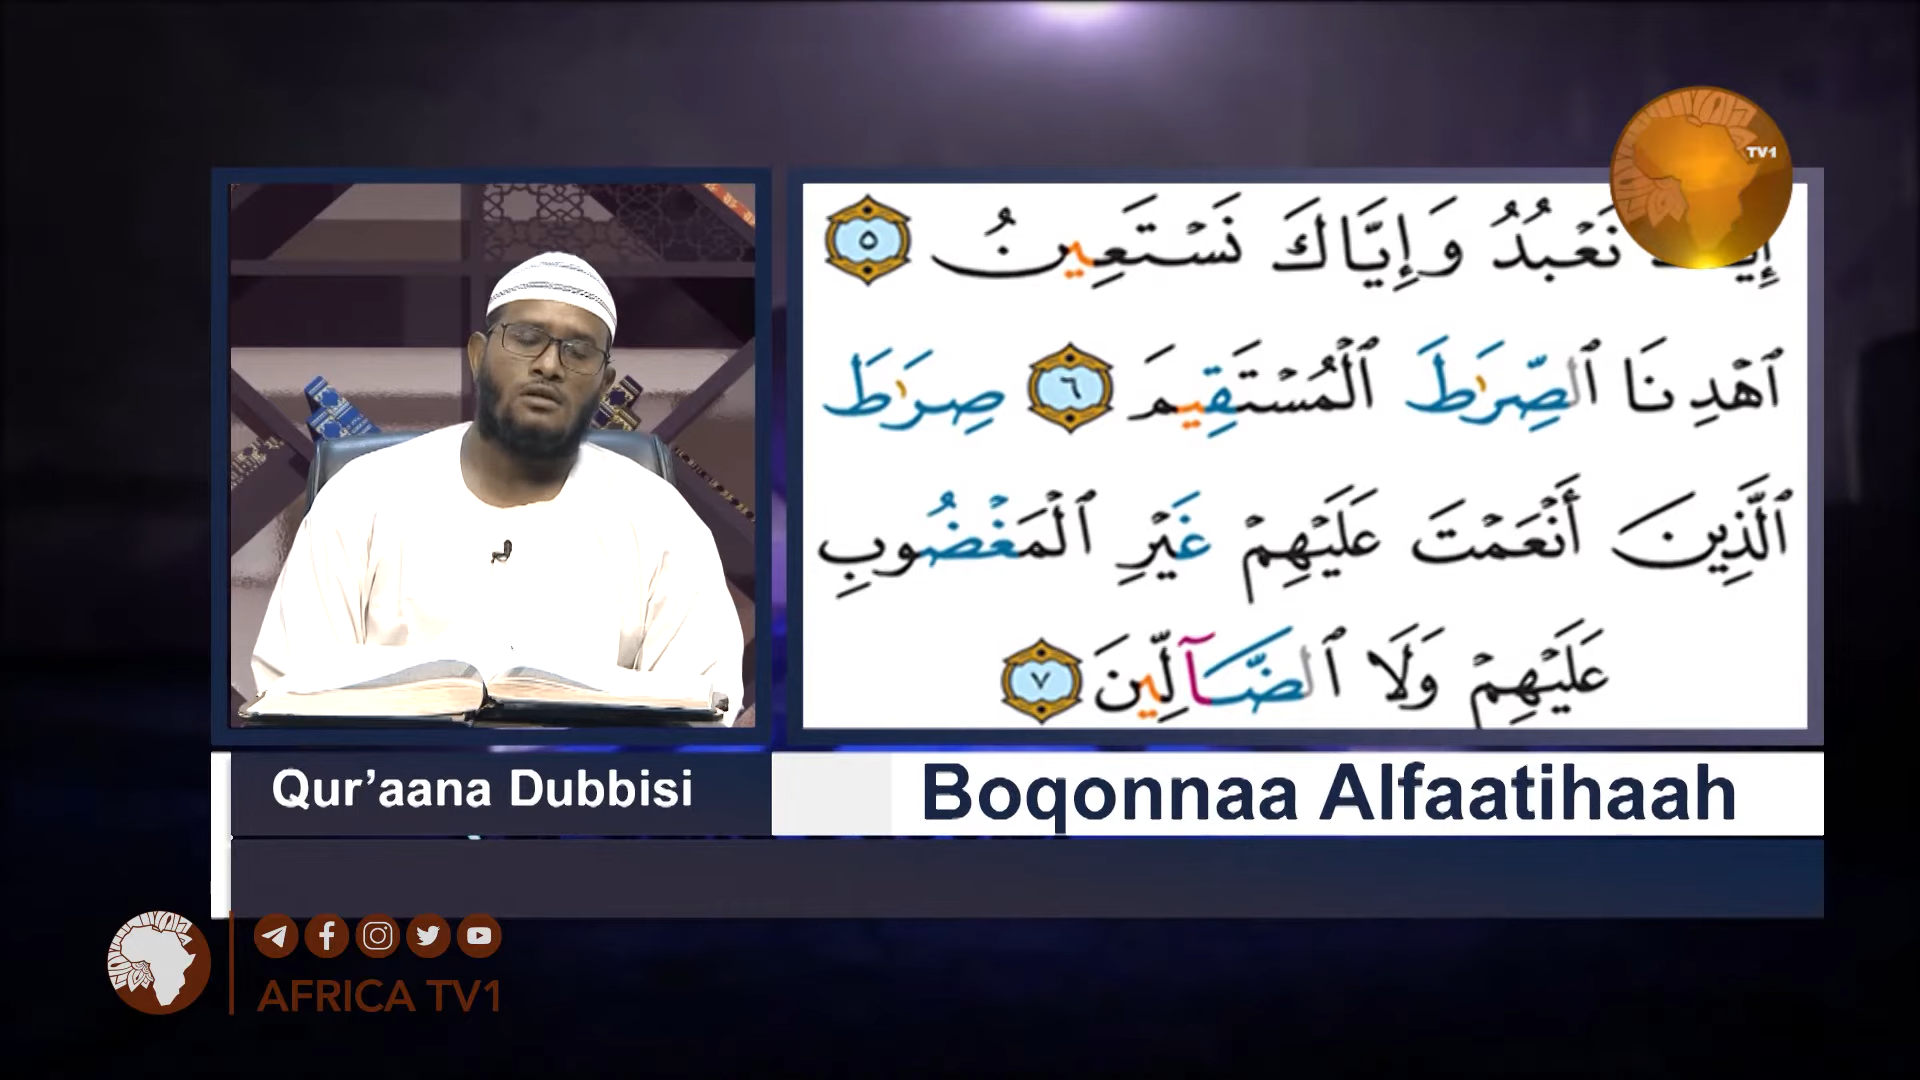 TV1
نَعْبُدُ وَإِيَّاكَ نَسْتَعِينُ ٥
ٱهْدِنَا ٱلصِّرَٰطَ ٱلْمُسْتَقِيمَ ٦ صِرَٰطَ
ٱلَّذِينَ أَنْعَمْتَ عَلَيْهِمْ غَيْرِ ٱلْمَغْضُوبِ
عَلَيْهِمْ وَلَا ٱلضَّآلِّينَ ٧
Qur’aana Dubbisi
Boqonnaa Alfaatihaah
AFRICA TV1